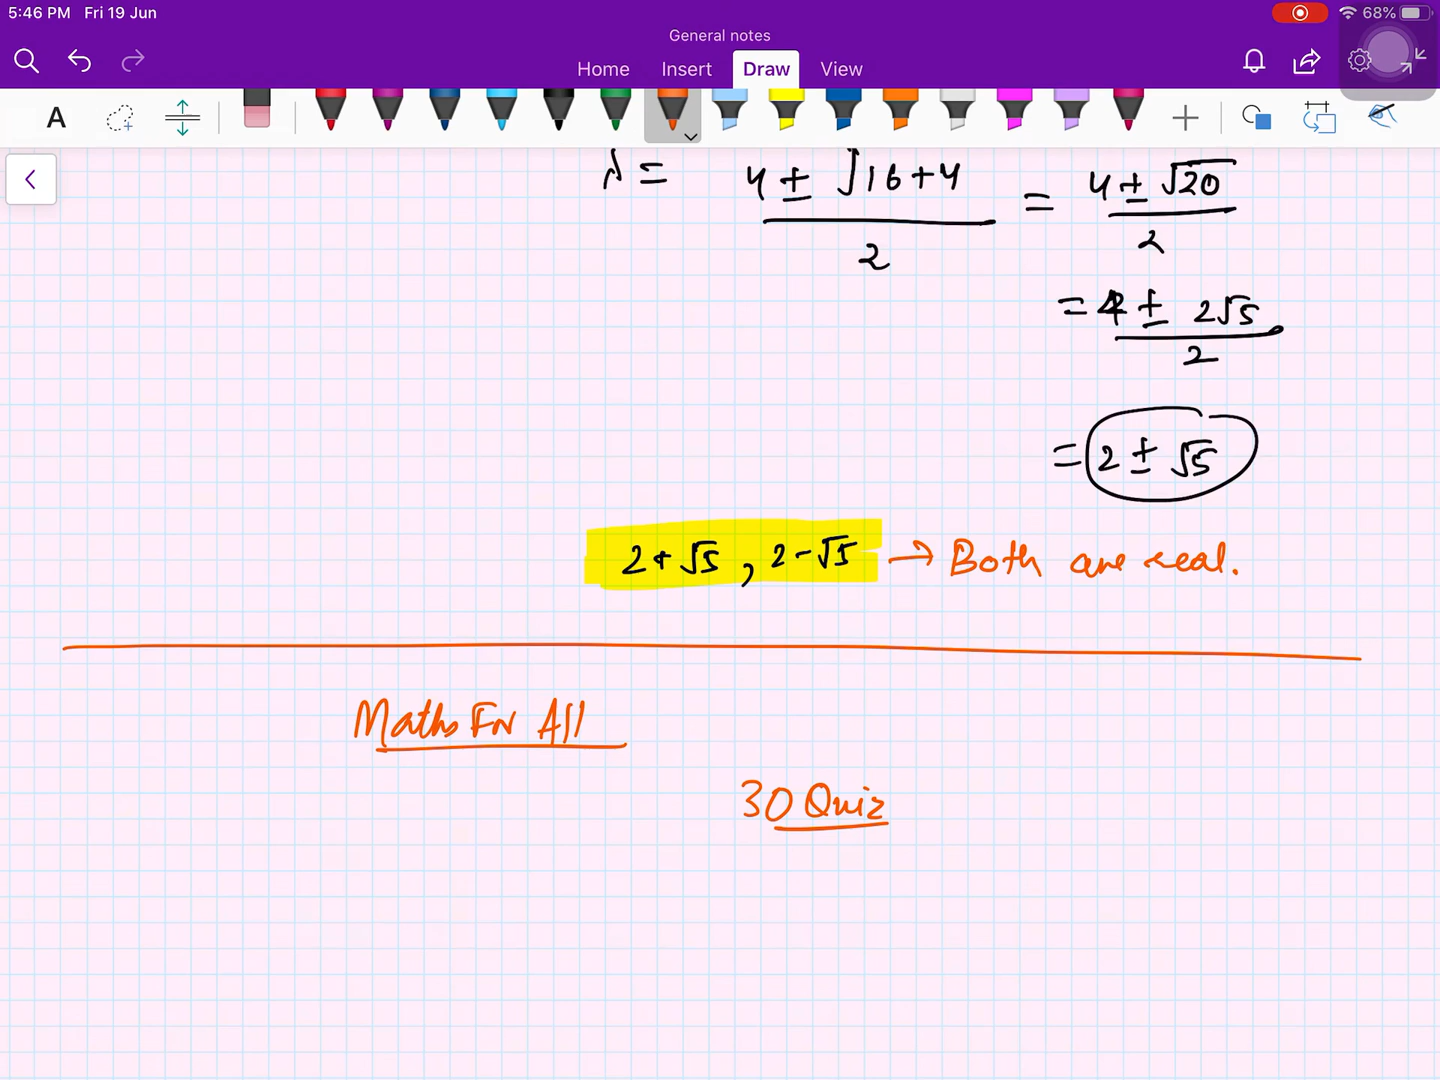 5:46 PM Fri 19 Jun 68%
General notes
Home Insert Draw View
A
λ = 4 ± √16+4 / 2 = 4 ± √20 / 2
= 4 ± 2√5 / 2
= 2 ± √5
2+√5 , 2-√5 → Both are real.
Maths For All
30 Quiz